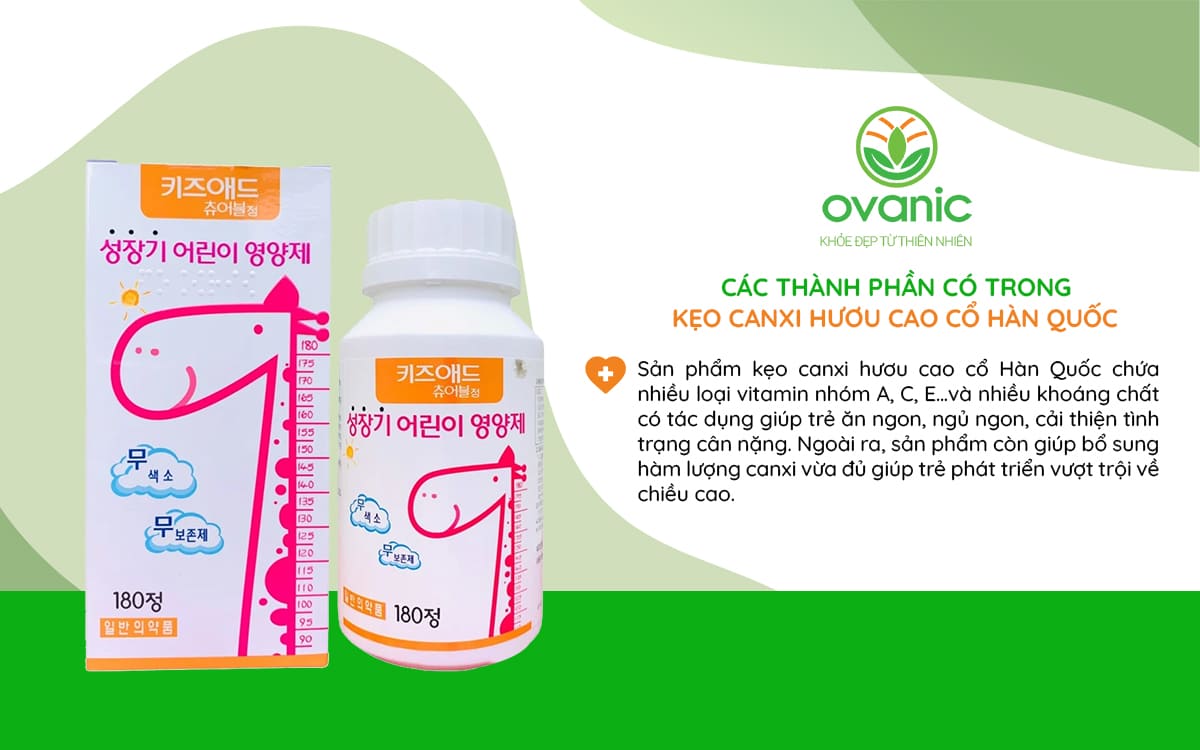 키즈애드
츄어블정
성장기 어린이 영양제
180
175
170
165
160
155
150
145
140
135
130
125
120
115
110
100
95
90
무
색소
무
보존제
180정
일반의약품
키즈애드
츄어블정
성장기 어린이 영양제
무
색소
무
보존제
일반의약품
180정
ovanic
KHỎE ĐẸP TỪ THIÊN NHIÊN
CÁC THÀNH PHẦN CÓ TRONG
KẸO CANXI HƯƠU CAO CỔ HÀN QUỐC
Sản phẩm kẹo canxi hươu cao cổ Hàn Quốc chứa
nhiều loại vitamin nhóm A, C, E...và nhiều khoáng chất
có tác dụng giúp trẻ ăn ngon, ngủ ngon, cải thiện tình
trạng cân nặng. Ngoài ra, sản phẩm còn giúp bổ sung
hàm lượng canxi vừa đủ giúp trẻ phát triển vượt trội về
chiều cao.